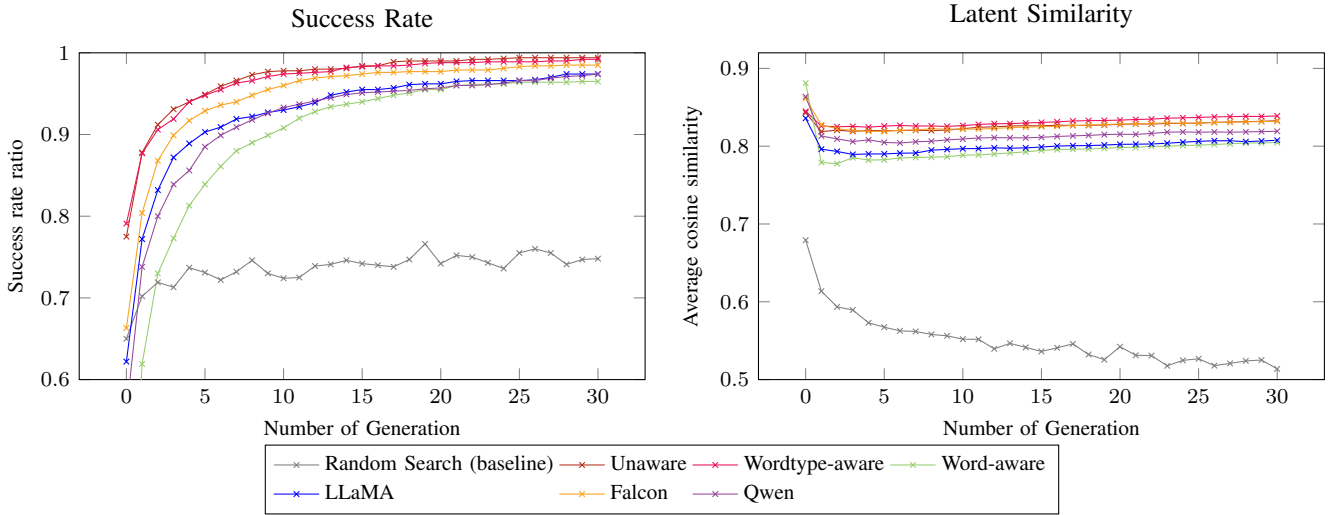 Success Rate
Latent Similarity
Success rate ratio
1
0.9
0.8
0.7
0.6
0 5 10 15 20 25 30
Number of Generation
Average cosine similarity
0.9
0.8
0.7
0.6
0.5
0 5 10 15 20 25 30
Number of Generation
Random Search (baseline) Unaware Wordtype-aware Word-aware
LLaMA Falcon Qwen